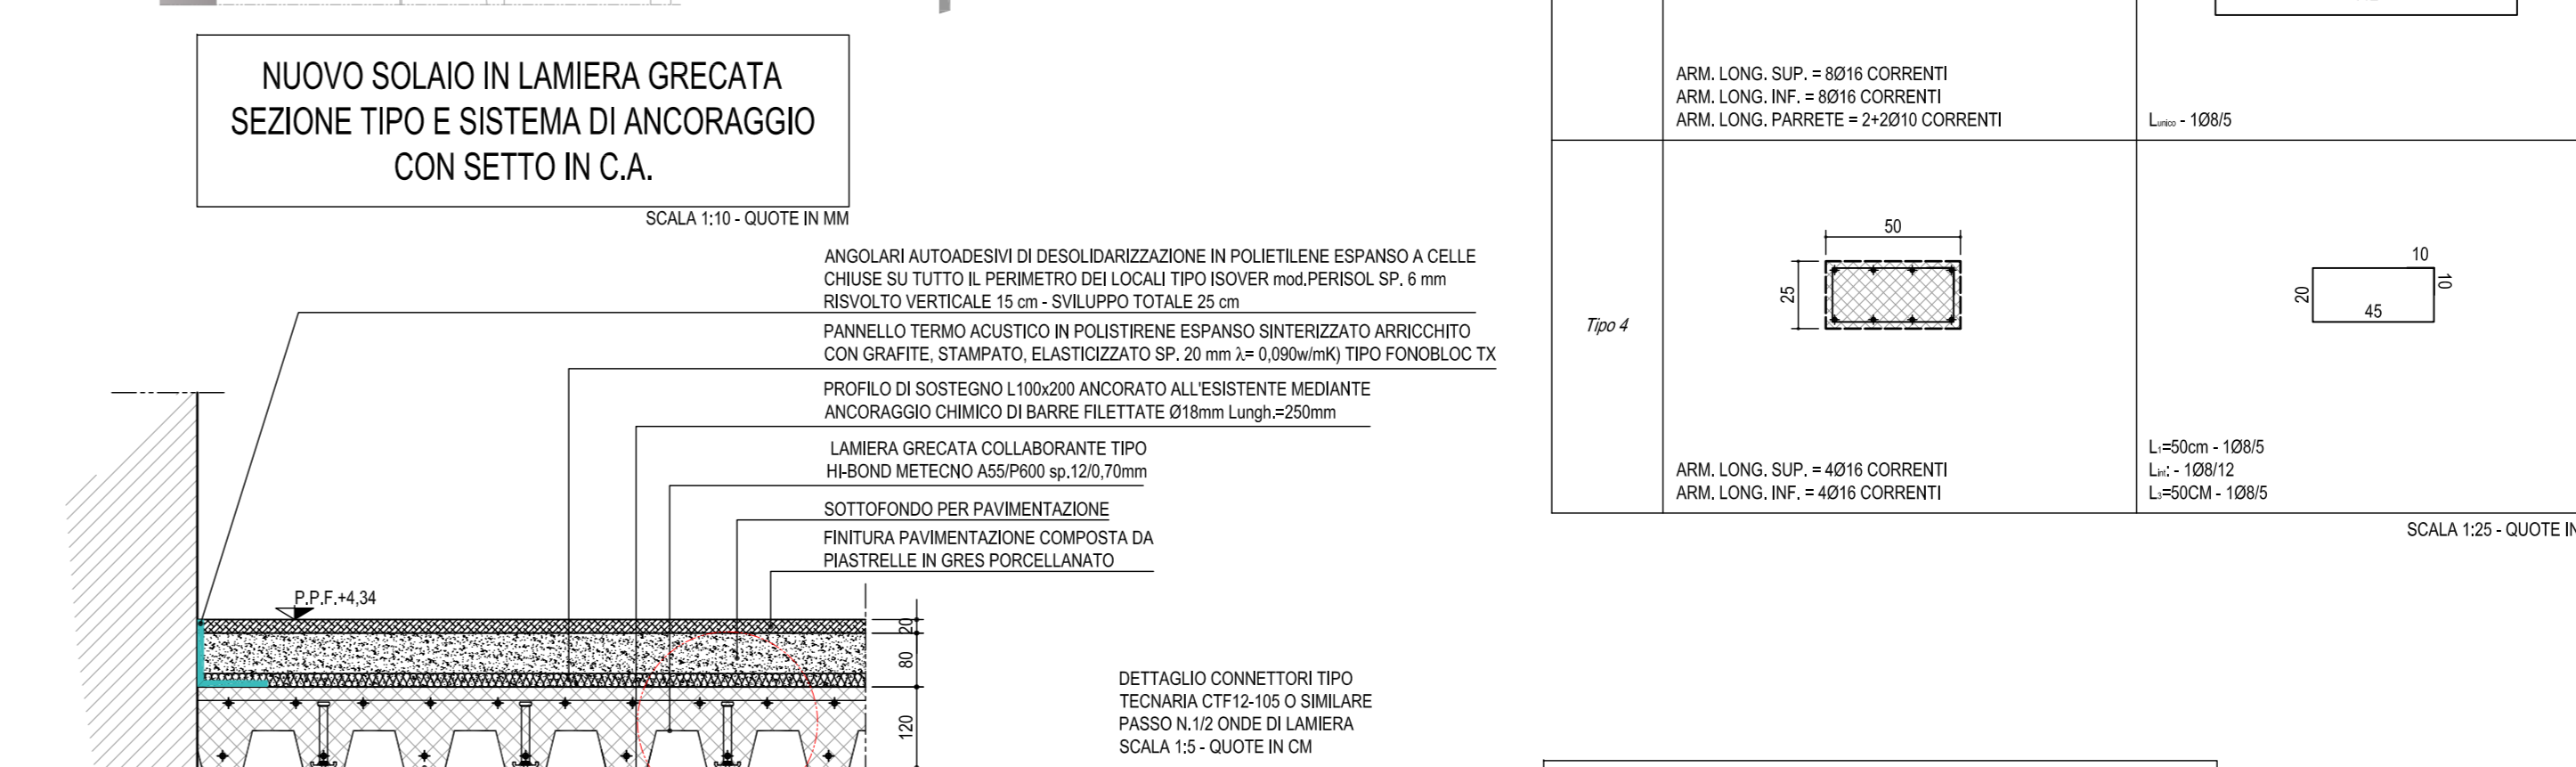 NUOVO SOLAIO IN LAMIERA GRECATA
SEZIONE TIPO E SISTEMA DI ANCORAGGIO
CON SETTO IN C.A.
SCALA 1:10 - QUOTE IN MM
ANGOLARI AUTOADESIVI DI DESOLIDARIZZAZIONE IN POLIETILENE ESPANSO A CELLE
CHIUSE SU TUTTO IL PERIMETRO DEI LOCALI TIPO ISOVER mod.PERISOL SP. 6 mm
RISVOLTO VERTICALE 15 cm - SVILUPPO TOTALE 25 cm
PANNELLO TERMO ACUSTICO IN POLISTIRENE ESPANSO SINTERIZZATO ARRICCHITO
CON GRAFITE, STAMPATO, ELASTICIZZATO SP. 20 mm λ= 0,090w/mK) TIPO FONOBLOC TX
PROFILO DI SOSTEGNO L100x200 ANCORATO ALL'ESISTENTE MEDIANTE
ANCORAGGIO CHIMICO DI BARRE FILETTATE Ø18mm Lungh.=250mm
LAMIERA GRECATA COLLABORANTE TIPO
HI-BOND METECNO A55/P600 sp.12/0,70mm
SOTTOFONDO PER PAVIMENTAZIONE
FINITURA PAVIMENTAZIONE COMPOSTA DA
PIASTRELLE IN GRES PORCELLANATO
P.P.F.+4,34
20
80
120
DETTAGLIO CONNETTORI TIPO
TECNARIA CTF12-105 O SIMILARE
PASSO N.1/2 ONDE DI LAMIERA
SCALA 1:5 - QUOTE IN CM
ARM. LONG. SUP. = 8Ø16 CORRENTI
ARM. LONG. INF. = 8Ø16 CORRENTI
ARM. LONG. PARRETE = 2+2Ø10 CORRENTI
Lunico - 1Ø8/5
Tipo 4
50
25
ARM. LONG. SUP. = 4Ø16 CORRENTI
ARM. LONG. INF. = 4Ø16 CORRENTI
10
10
20
45
L1=50cm - 1Ø8/5
Lint: - 1Ø8/12
L3=50CM - 1Ø8/5
SCALA 1:25 - QUOTE IN